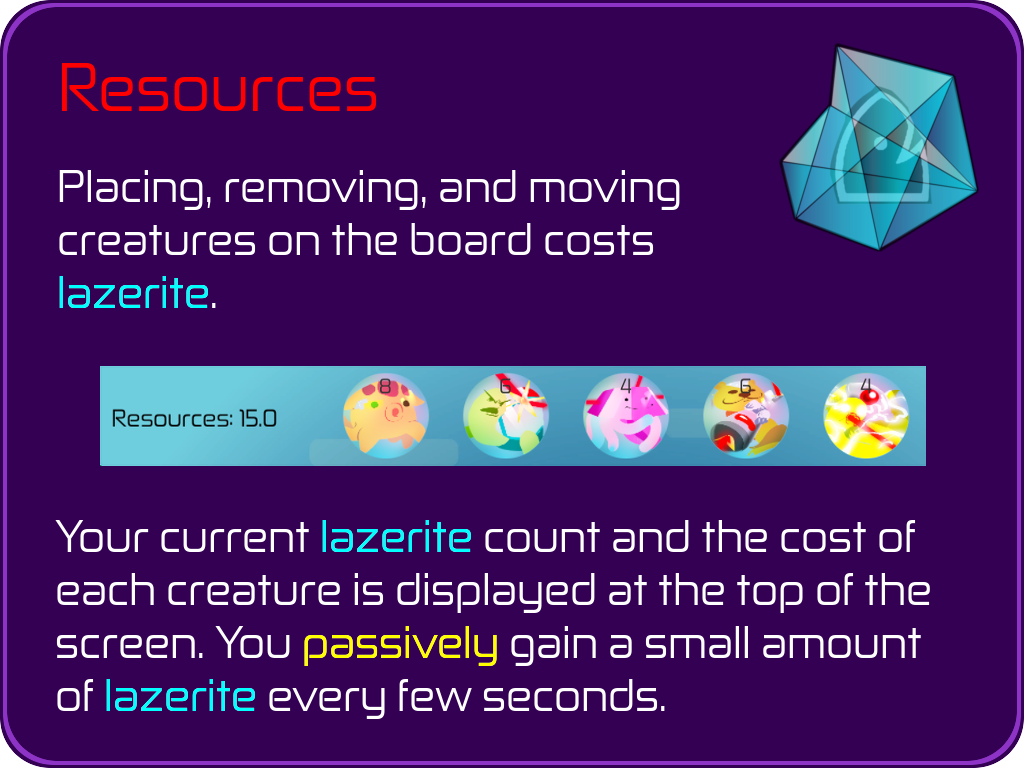 Resources
Placing, removing, and moving
creatures on the board costs
lazerite.
Resources: 15.0
8 6 4 6 4
Your current lazerite count and the cost of
each creature is displayed at the top of the
screen. You passively gain a small amount
of lazerite every few seconds.